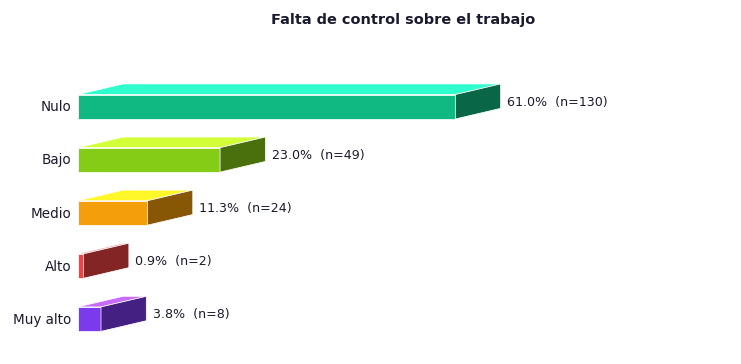 Falta de control sobre el trabajo
Nulo 61.0% (n=130)
Bajo 23.0% (n=49)
Medio 11.3% (n=24)
Alto 0.9% (n=2)
Muy alto 3.8% (n=8)